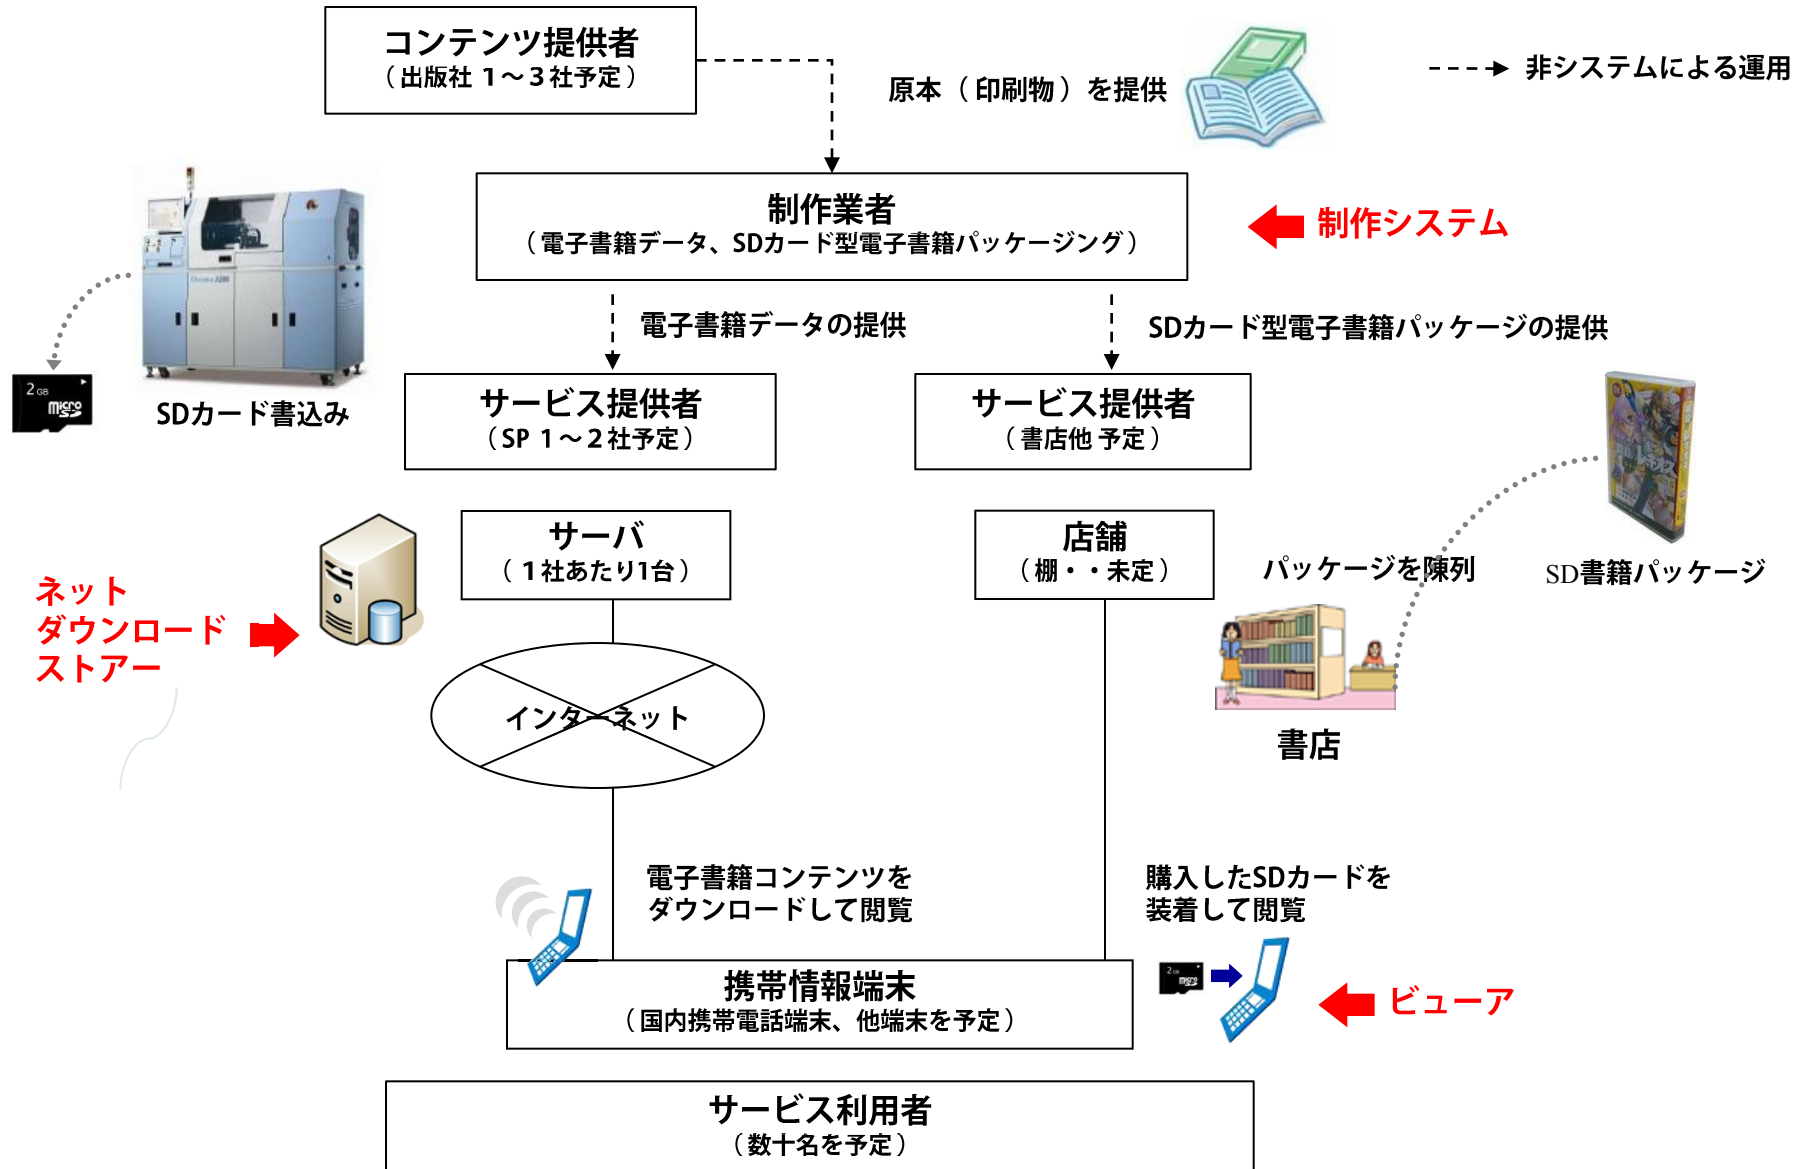 コンテンツ提供者
（出版社 1～3社予定）
原本（印刷物）を提供
非システムによる運用
制作業者
（電子書籍データ、SDカード型電子書籍パッケージング）
制作システム
電子書籍データの提供
SDカード型電子書籍パッケージの提供
2 GB
micro
SD
SDカード書込み
サービス提供者
（SP 1～2社予定）
サービス提供者
（書店他 予定）
サーバ
（1社あたり1台）
店舗
（棚・・未定）
パッケージを陳列
SD書籍パッケージ
ネット
ダウンロード
ストアー
インターネット
書店
電子書籍コンテンツを
ダウンロードして閲覧
購入したSDカードを
装着して閲覧
2 GB
micro
携帯情報端末
（国内携帯電話端末、他端末を予定）
ビューア
サービス利用者
（数十名を予定）